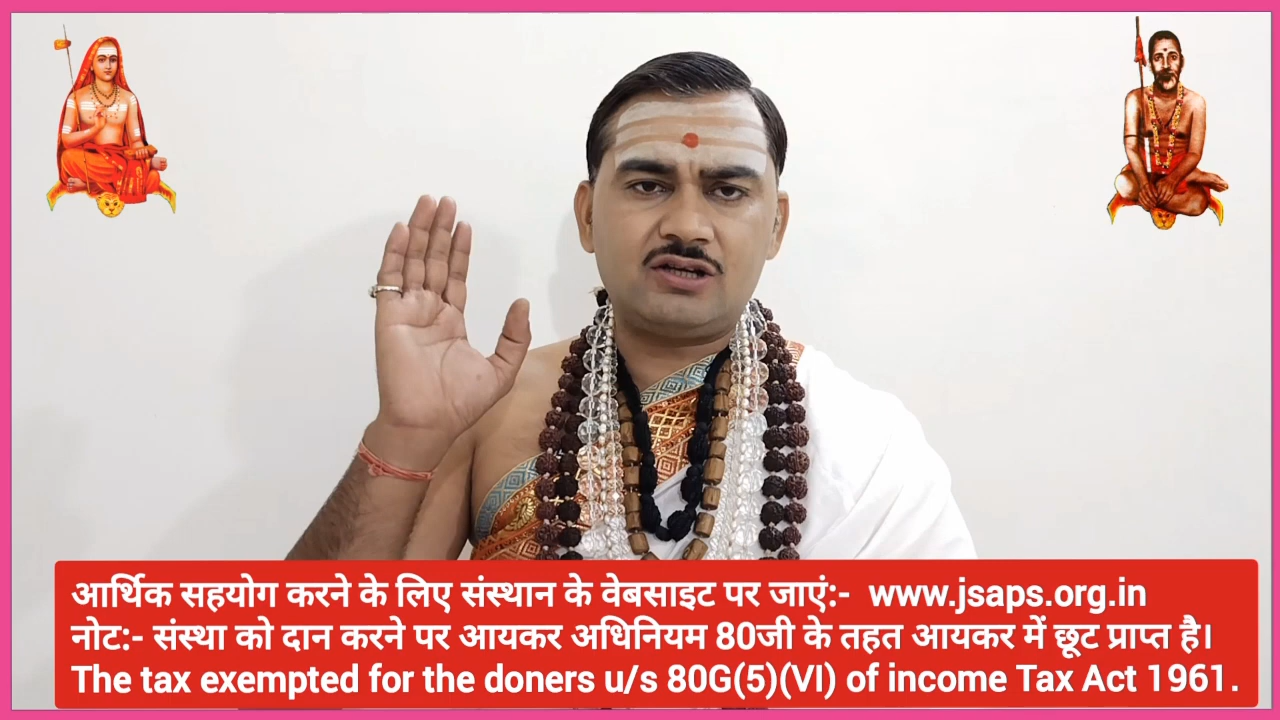 आर्थिक सहयोग करने के लिए संस्थान के वेबसाइट पर जाएं:- www.jsaps.org.in
नोट:- संस्था को दान करने पर आयकर अधिनियम 80जी के तहत आयकर में छूट प्राप्त है।
The tax exempted for the doners u/s 80G(5)(VI) of income Tax Act 1961.